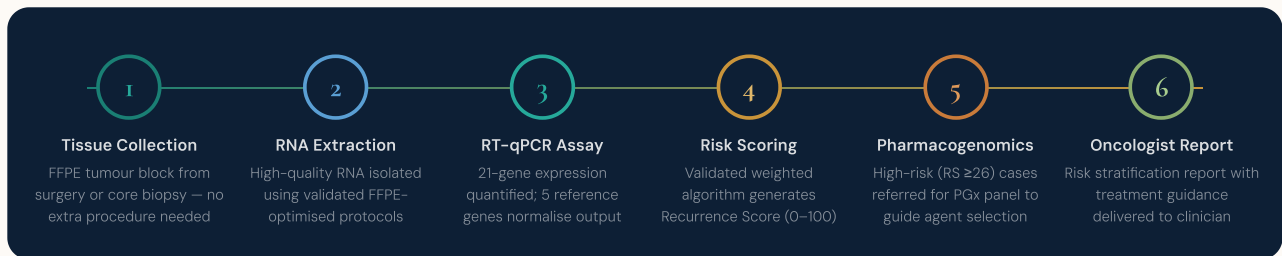 1
2
3
4
5
6
Tissue Collection
RNA Extraction
RT-qPCR Assay
Risk Scoring
Pharmacogenomics
Oncologist Report
FFPE tumour block from
surgery or core biopsy — no
extra procedure needed
High-quality RNA isolated
using validated FFPE-
optimised protocols
21-gene expression
quantified; 5 reference
genes normalise output
Validated weighted
algorithm generates
Recurrence Score (0–100)
High-risk (RS ≥26) cases
referred for PGx panel to
guide agent selection
Risk stratification report with
treatment guidance
delivered to clinician